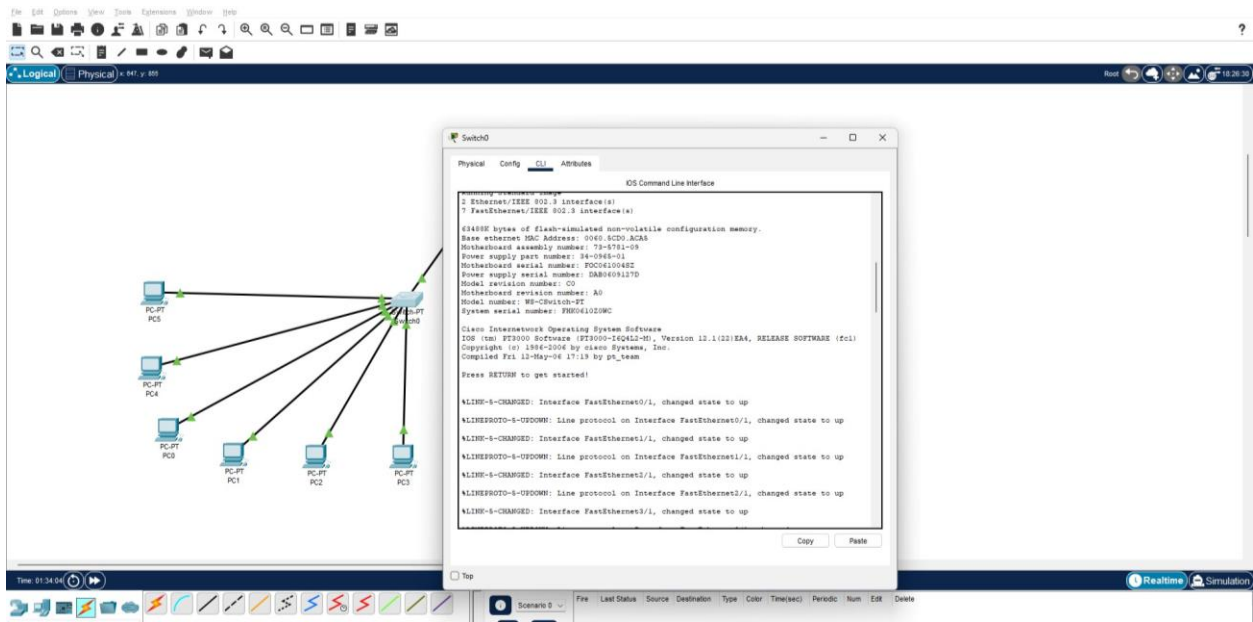 File Edit Options View Tools Extensions Window Help
?
Logical Physical x: 647, y: 855
Root 18:26:30
Switch0
Physical Config CLI Attributes
IOS Command Line Interface
2 Ethernet/IEEE 802.3 interface(s)
7 FastEthernet/IEEE 802.3 interface(s)
63488K bytes of flash-simulated non-volatile configuration memory.
Base ethernet MAC Address: 0060.5CD0.ACA5
Motherboard assembly number: 73-5781-09
Power supply part number: 34-0965-01
Motherboard serial number: FOC061004SZ
Power supply serial number: DAB0609127D
Model revision number: C0
Motherboard revision number: A0
Model number: WS-CSwitch-PT
System serial number: FHK0610Z0WC
Cisco Internetwork Operating System Software
IOS (tm) PT3000 Software (PT3000-I6Q4L2-M), Version 12.1(22)EA4, RELEASE SOFTWARE (fc1)
Copyright (c) 1986-2006 by cisco Systems, Inc.
Compiled Fri 12-May-06 17:19 by pt_team
Press RETURN to get started!
%LINK-5-CHANGED: Interface FastEthernet0/1, changed state to up
%LINEPROTO-5-UPDOWN: Line protocol on Interface FastEthernet0/1, changed state to up
%LINK-5-CHANGED: Interface FastEthernet1/1, changed state to up
%LINEPROTO-5-UPDOWN: Line protocol on Interface FastEthernet1/1, changed state to up
%LINK-5-CHANGED: Interface FastEthernet2/1, changed state to up
%LINEPROTO-5-UPDOWN: Line protocol on Interface FastEthernet2/1, changed state to up
%LINK-5-CHANGED: Interface FastEthernet3/1, changed state to up
Copy Paste
Top
PC-PT
PC5
PC-PT
PC4
PC-PT
PC0
PC-PT
PC1
PC-PT
PC2
PC-PT
PC3
Time: 01:34:04
Realtime Simulation
Scenario 0
Fire Last Status Source Destination Type Color Time(sec) Periodic Num Edit Delete